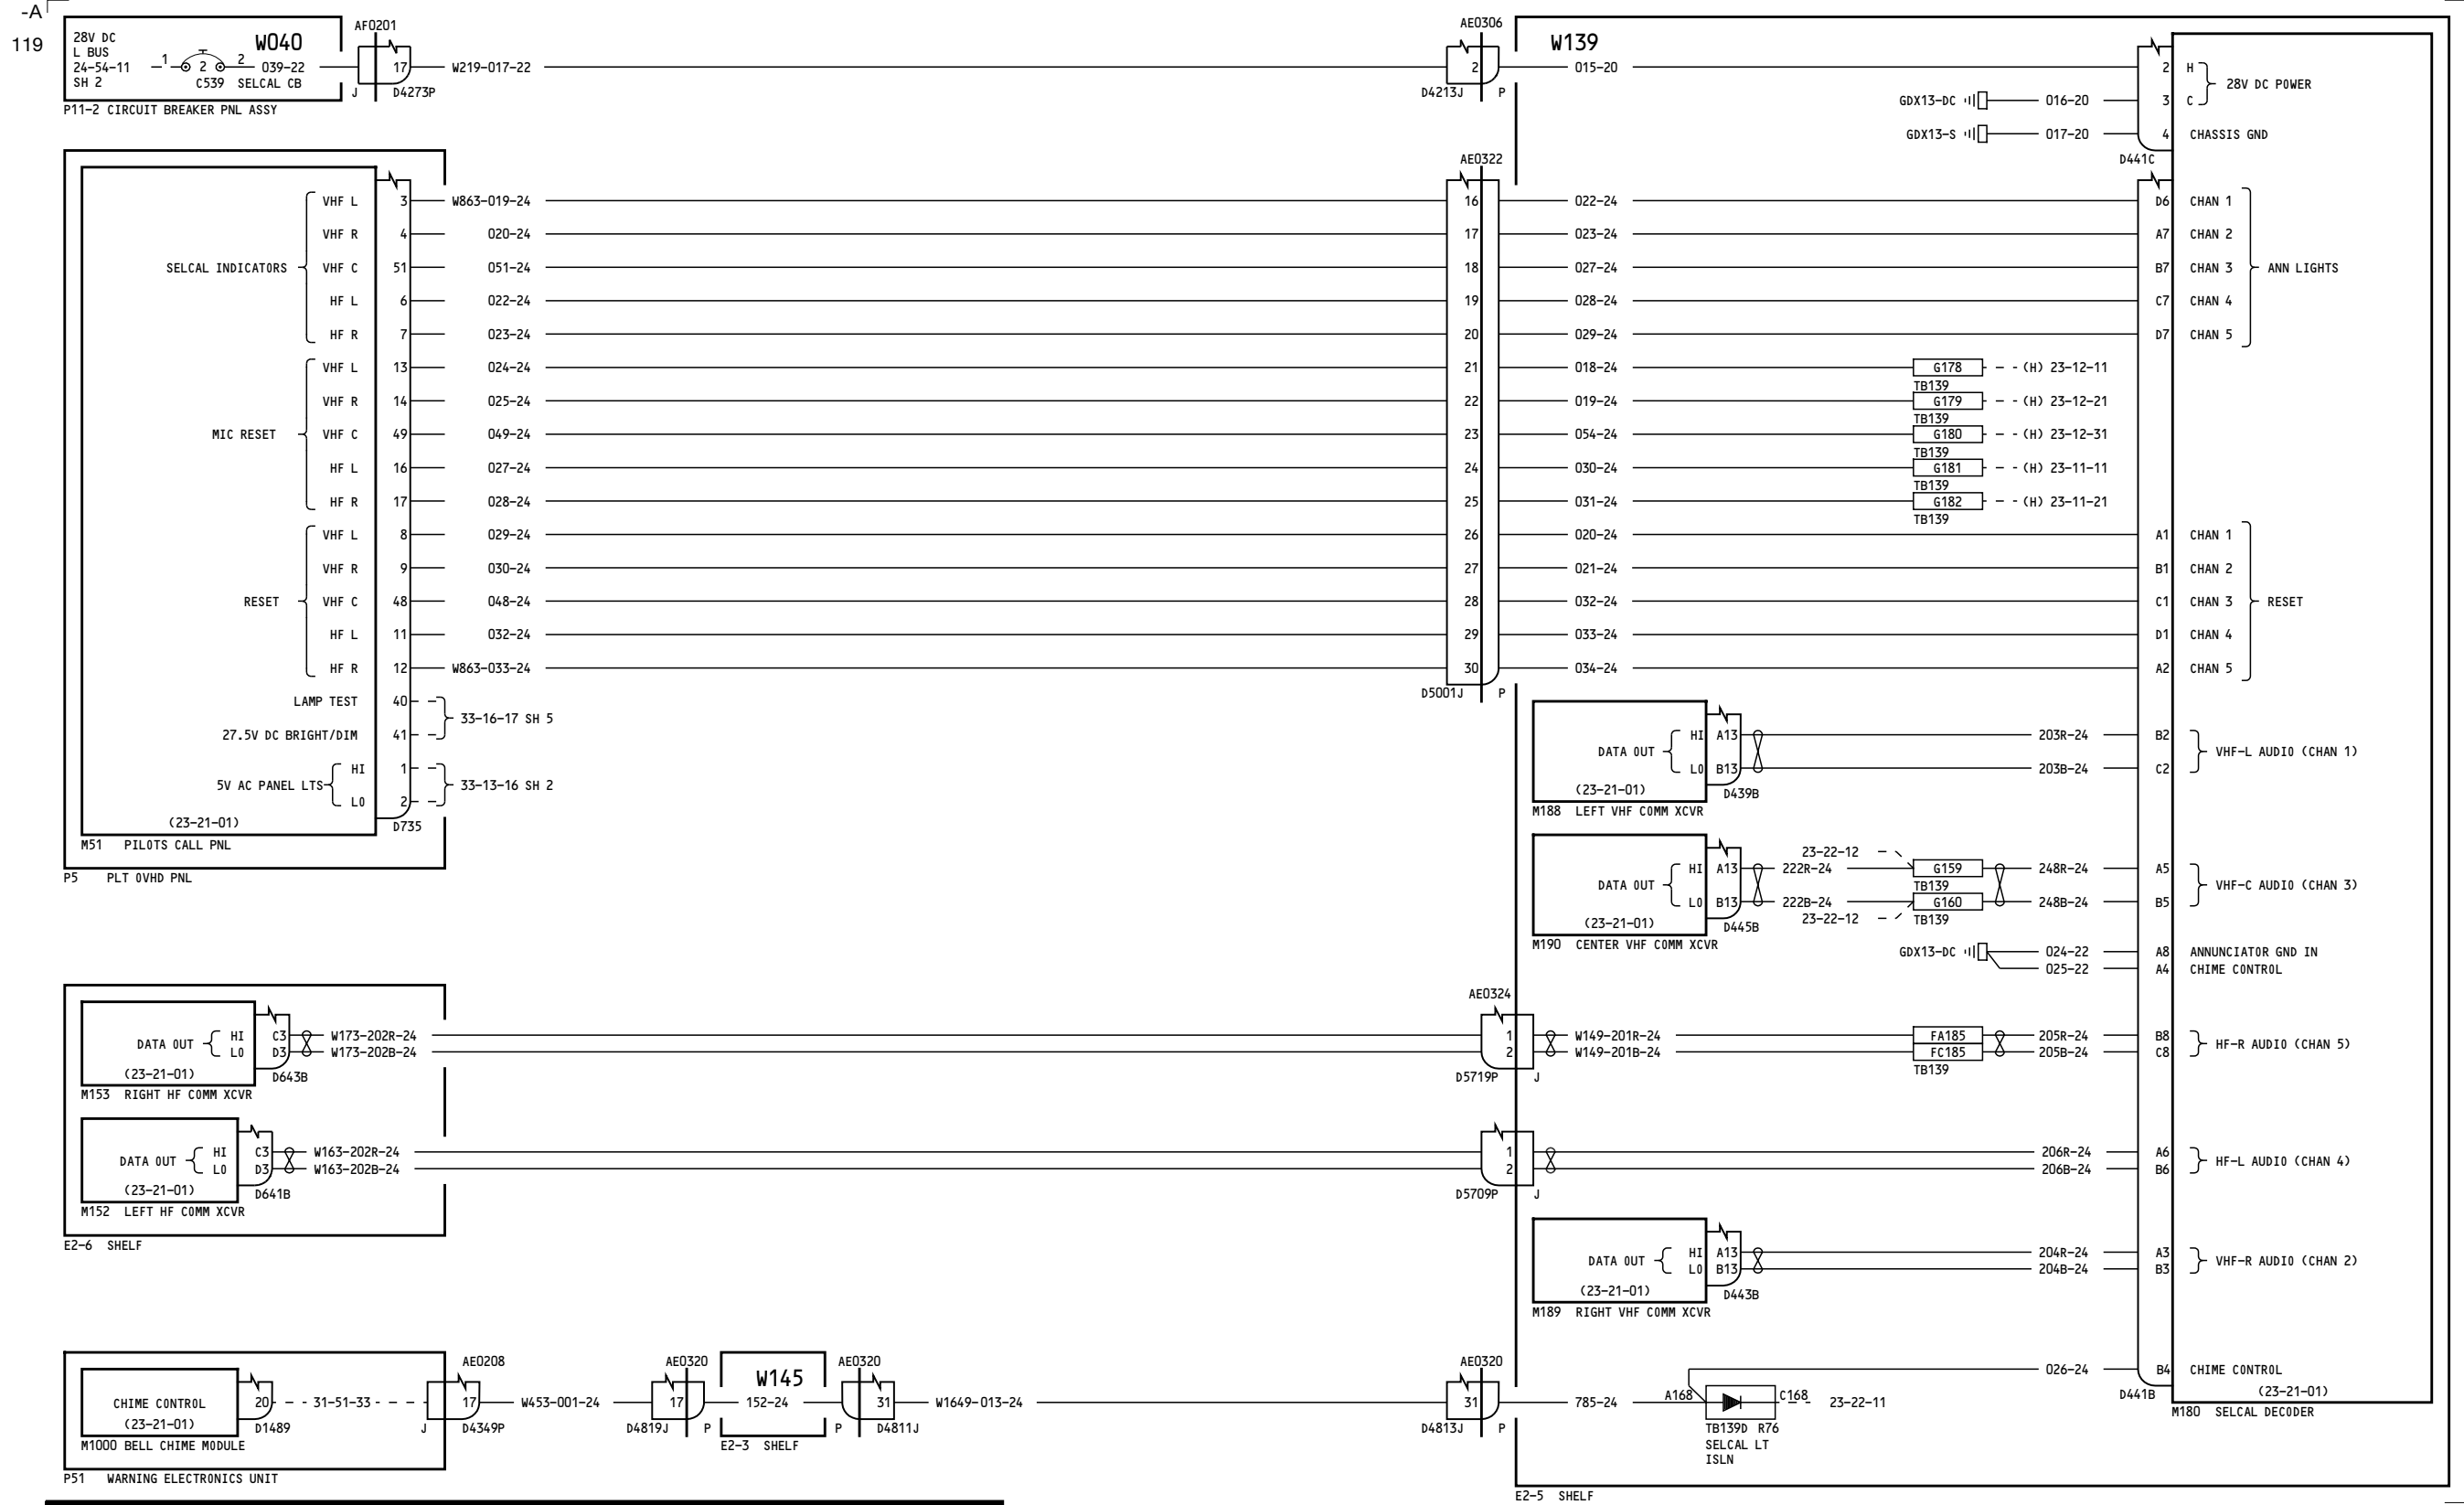 -A
119
28V DC
L BUS
24-54-11
SH 2
1
2
2
C539
W040
039-22
SELCAL CB
P11-2 CIRCUIT BREAKER PNL ASSY
AF0201
17
J
D4273P
W219-017-22
AE0306
2
D4213J
P
W139
015-20
GDX13-DC
016-20
GDX13-S
017-20
2
H
3
C
28V DC POWER
4
CHASSIS GND
D441C
AE0322
SELCAL INDICATORS
VHF L 3 W863-019-24 16 022-24 D6 CHAN 1
VHF R 4 020-24 17 023-24 A7 CHAN 2
VHF C 51 051-24 18 027-24 B7 CHAN 3
ANN LIGHTS
HF L 6 022-24 19 028-24 C7 CHAN 4
HF R 7 023-24 20 029-24 D7 CHAN 5
MIC RESET
VHF L 13 024-24 21 018-24 G178 (H) 23-12-11
TB139
VHF R 14 025-24 22 019-24 G179 (H) 23-12-21
TB139
VHF C 49 049-24 23 054-24 G180 (H) 23-12-31
TB139
HF L 16 027-24 24 030-24 G181 (H) 23-11-11
TB139
HF R 17 028-24 25 031-24 G182 (H) 23-11-21
TB139
RESET
VHF L 8 029-24 26 020-24 A1 CHAN 1
VHF R 9 030-24 27 021-24 B1 CHAN 2
VHF C 48 048-24 28 032-24 C1 CHAN 3
RESET
HF L 11 032-24 29 033-24 D1 CHAN 4
HF R 12 W863-033-24 30 034-24 A2 CHAN 5
D5001J
P
LAMP TEST 40
33-16-17 SH 5
27.5V DC BRIGHT/DIM 41
5V AC PANEL LTS
HI 1
33-13-16 SH 2
LO 2
(23-21-01)
D735
M51 PILOTS CALL PNL
P5 PLT OVHD PNL
DATA OUT
HI A13 203R-24 B2
LO B13 203B-24 C2
VHF-L AUDIO (CHAN 1)
(23-21-01)
D439B
M188 LEFT VHF COMM XCVR
DATA OUT
23-22-12
HI A13 222R-24 G159 248R-24 A5
TB139
LO B13 222B-24 G160 248B-24 B5
23-22-12
TB139
VHF-C AUDIO (CHAN 3)
(23-21-01)
D445B
M190 CENTER VHF COMM XCVR
GDX13-DC 024-22 A8 ANNUNCIATOR GND IN
025-22 A4 CHIME CONTROL
AE0324
DATA OUT
HI C3 W173-202R-24 1 W149-201R-24 FA185 205R-24 B8
LO D3 W173-202B-24 2 W149-201B-24 FC185 205B-24 C8
HF-R AUDIO (CHAN 5)
TB139
(23-21-01)
D643B
D5719P
J
M153 RIGHT HF COMM XCVR
DATA OUT
HI C3 W163-202R-24 1 206R-24 A6
LO D3 W163-202B-24 2 206B-24 B6
HF-L AUDIO (CHAN 4)
(23-21-01)
D641B
D5709P
J
M152 LEFT HF COMM XCVR
E2-6 SHELF
DATA OUT
HI A13 204R-24 A3
LO B13 204B-24 B3
VHF-R AUDIO (CHAN 2)
(23-21-01)
D443B
M189 RIGHT VHF COMM XCVR
CHIME CONTROL
(23-21-01)
20
D1489
31-51-33
M1000 BELL CHIME MODULE
P51 WARNING ELECTRONICS UNIT
AE0208
17
J
D4349P
W453-001-24
AE0320
17
D4819J
P
W145
152-24
E2-3 SHELF
AE0320
31
P
D4811J
W1649-013-24
AE0320
31
D4813J
P
785-24
A168
C168
23-22-11
TB139D R76
SELCAL LT
ISLN
026-24
B4
CHIME CONTROL
D441B
(23-21-01)
M180 SELCAL DECODER
E2-5 SHELF